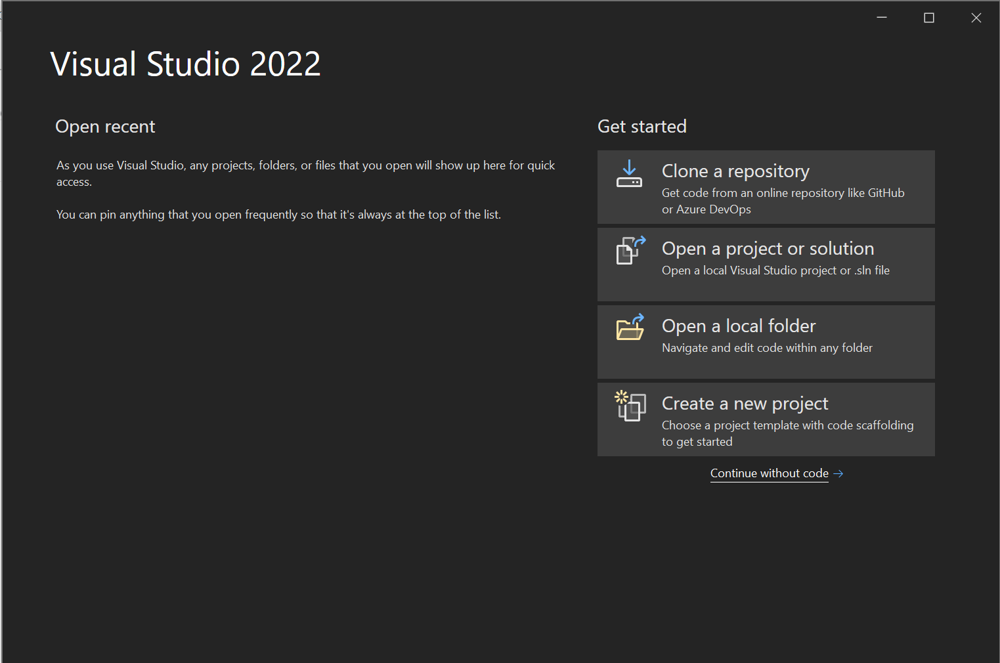 Visual Studio 2022
Open recent
As you use Visual Studio, any projects, folders, or files that you open will show up here for quick
access.
You can pin anything that you open frequently so that it's always at the top of the list.
Get started
Clone a repository
Get code from an online repository like GitHub
or Azure DevOps
Open a project or solution
Open a local Visual Studio project or .sln file
Open a local folder
Navigate and edit code within any folder
Create a new project
Choose a project template with code scaffolding
to get started
Continue without code →